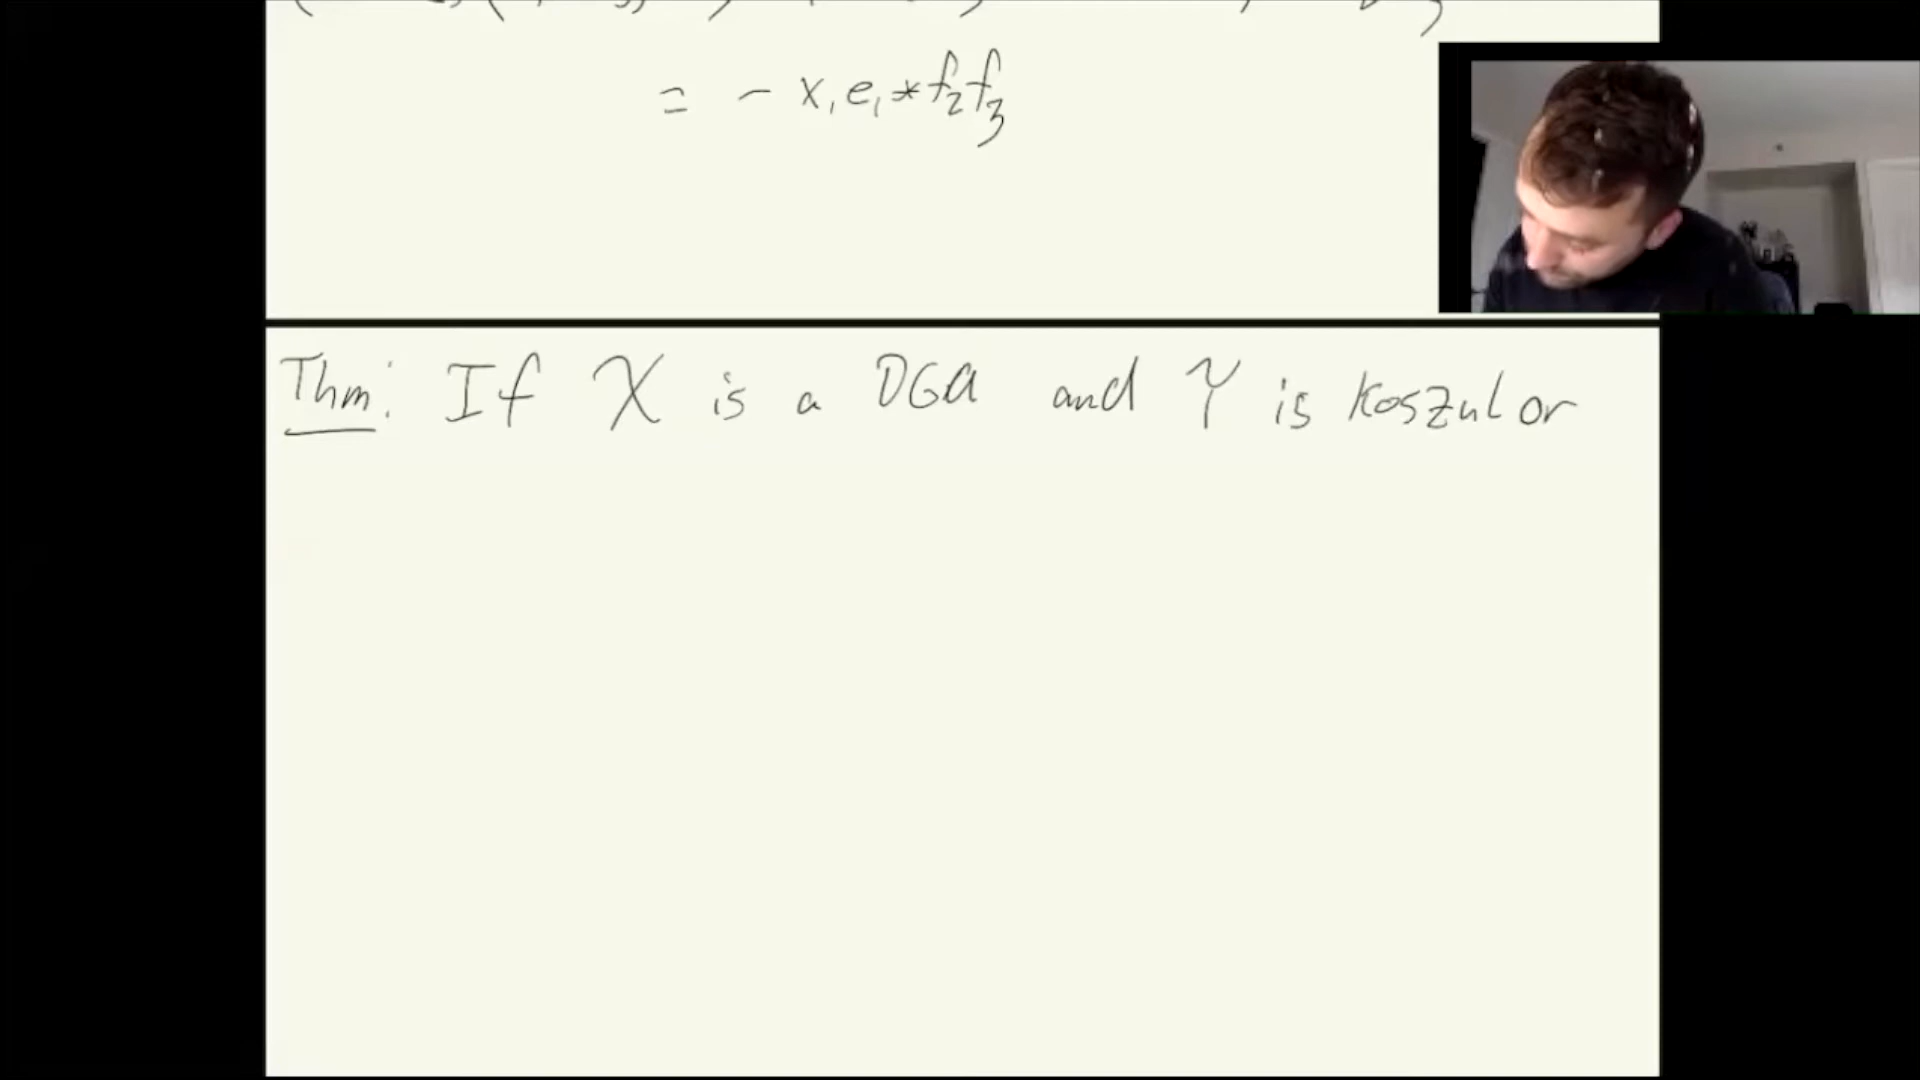 = - x₁e₁*f₂f₃
Thm: If X is a DGA and Y is Koszul or